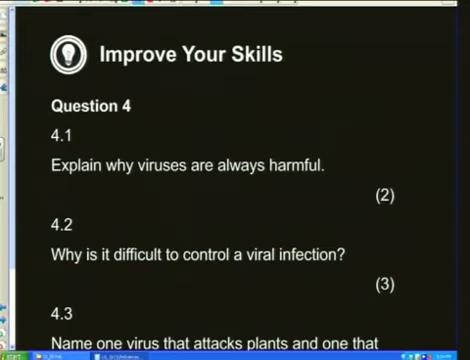 Improve Your Skills
Question 4
4.1
Explain why viruses are always harmful.
(2)
4.2
Why is it difficult to control a viral infection?
(3)
4.3
Name one virus that attacks plants and one that
start